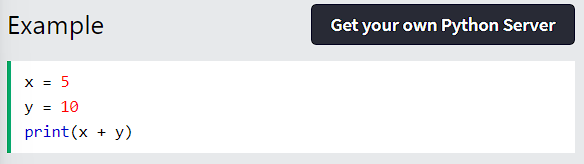 Example
Get your own Python Server
x = 5
y = 10
print(x + y)